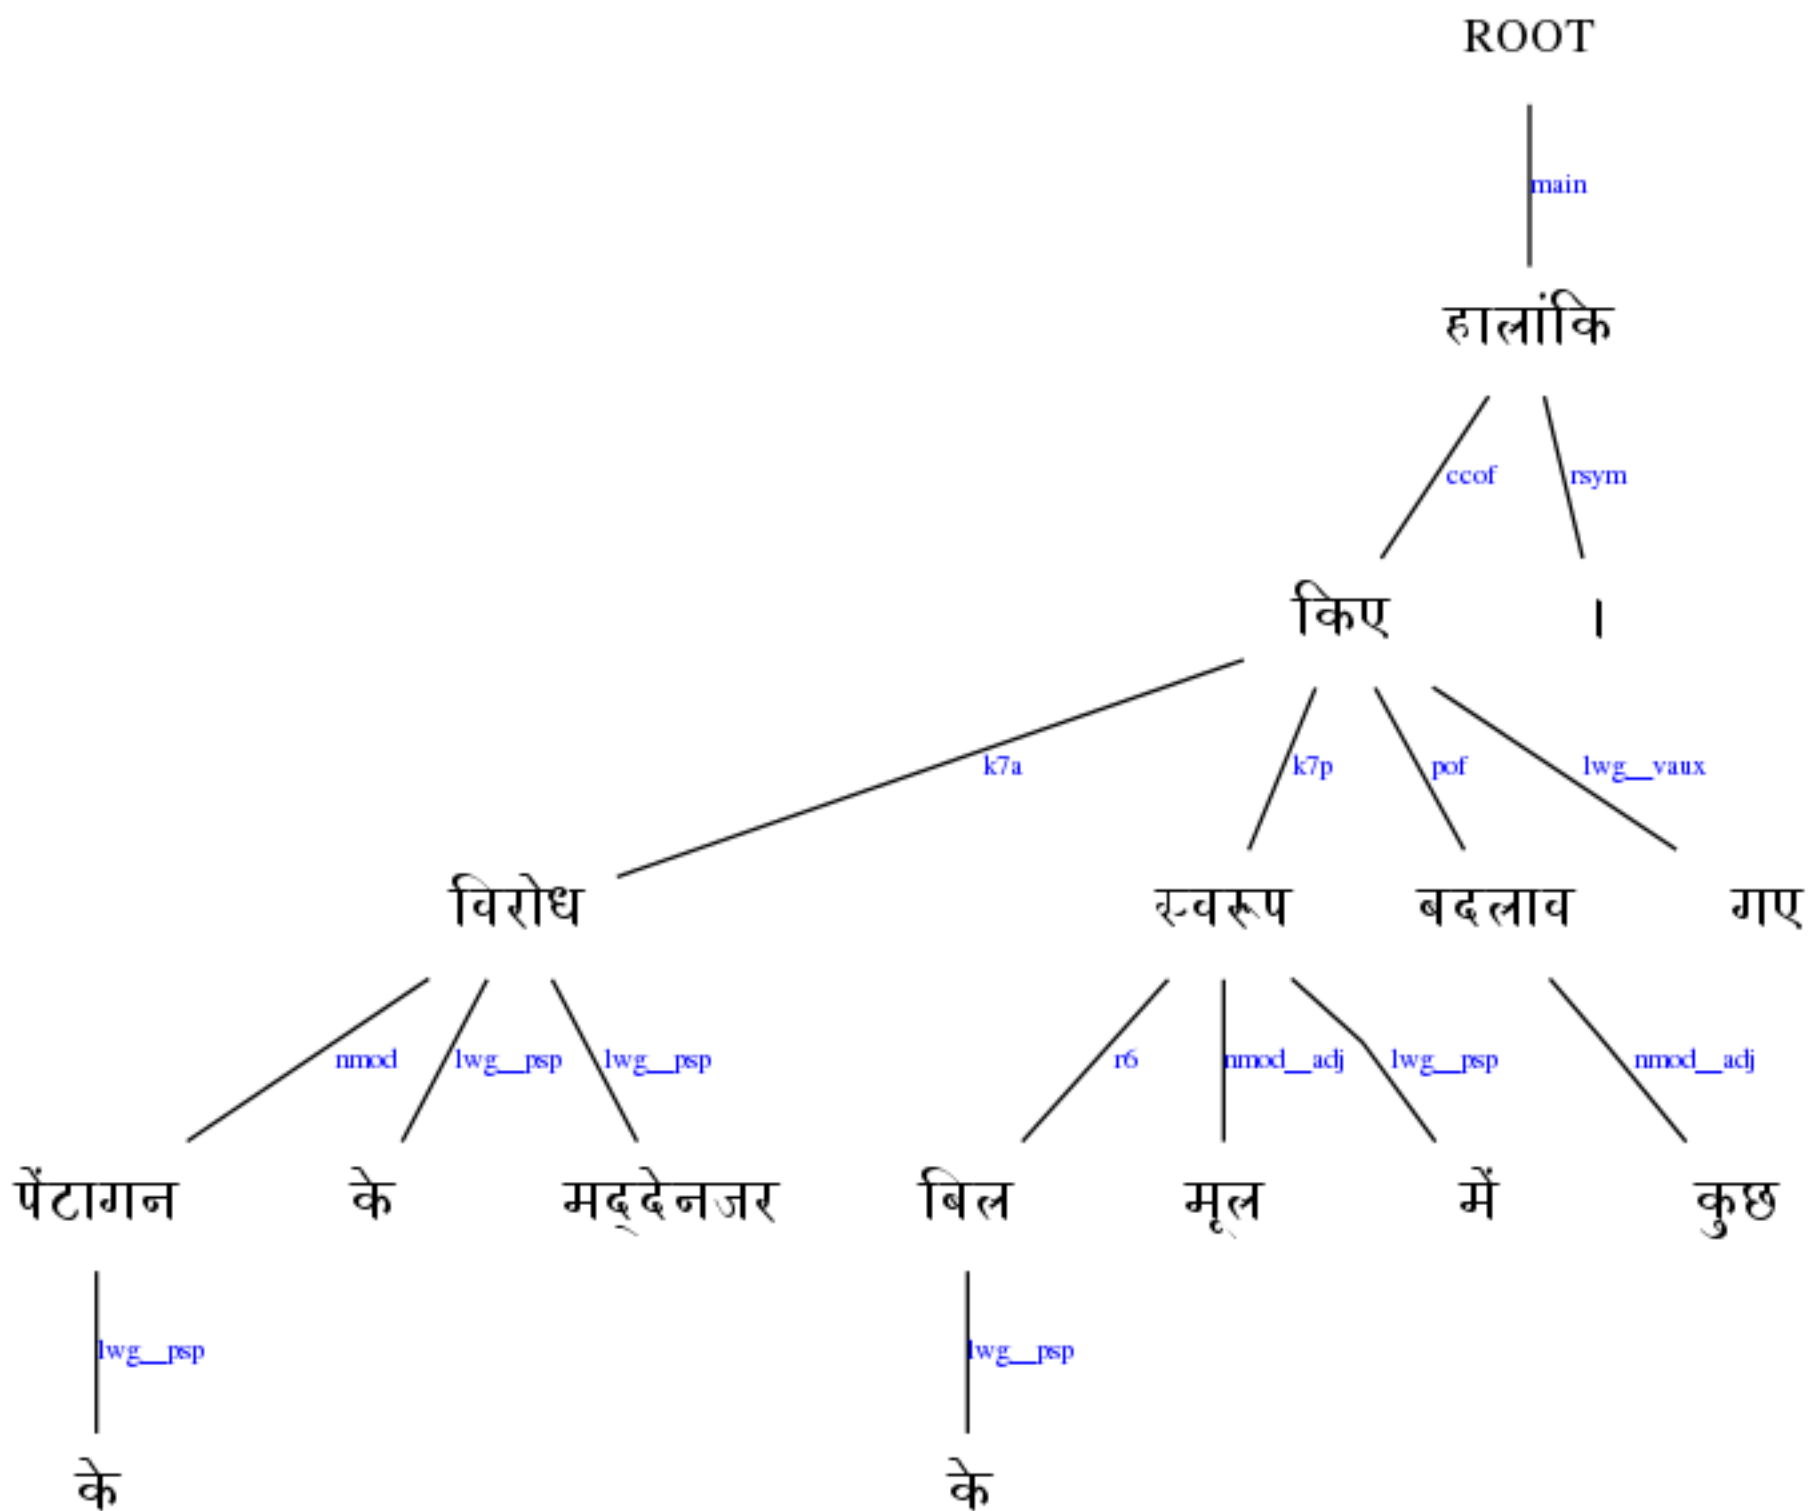 ROOT
main
हालांकि
ccof rsym
किए ।
k7a k7p pof lwg__vaux
विरोध स्वरूप बदलाव गए
nmod lwg__psp lwg__psp r6 nmod__adj lwg__psp nmod__adj
पेंटागन के मद्देनजर बिल मूल में कुछ
lwg__psp lwg__psp
के के